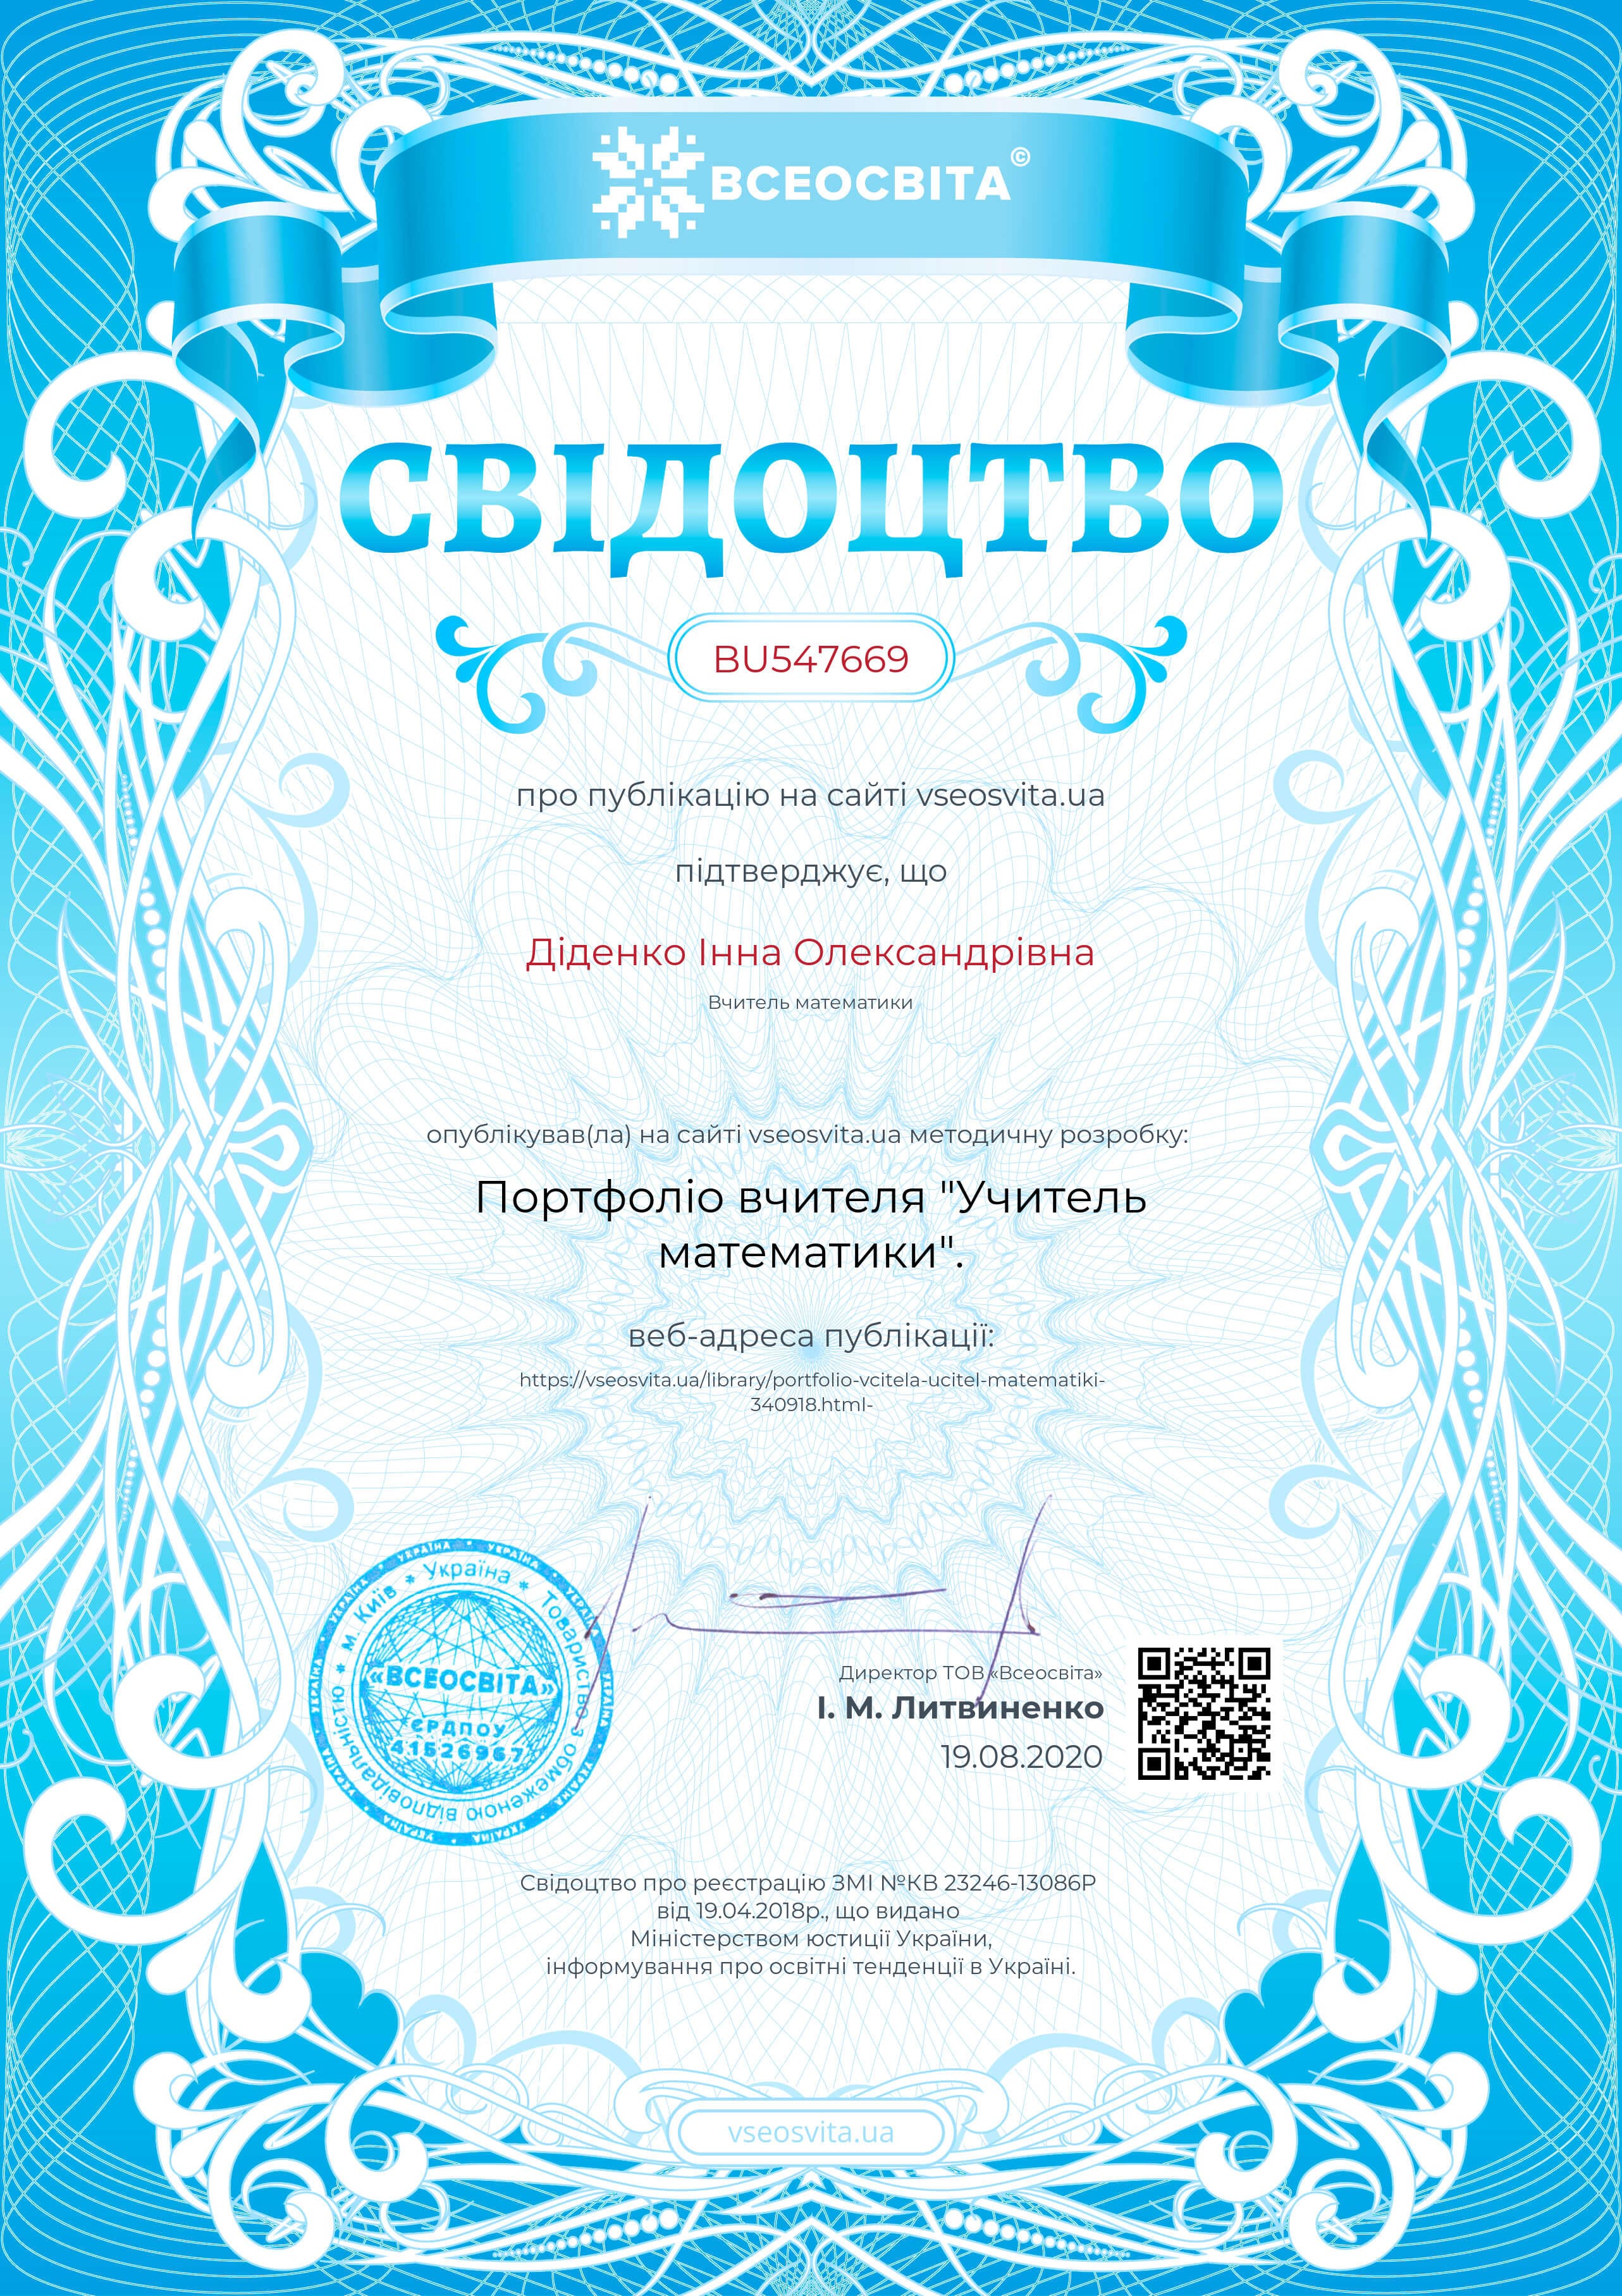 ВСЕОСВІТА©
СВІДОЦТВО
BU547669
про публікацію на сайті vseosvita.ua
підтверджує, що
Діденко Інна Олександрівна
Вчитель математики
опублікував(ла) на сайті vseosvita.ua методичну розробку:
Портфоліо вчителя "Учитель
математики".
веб-адреса публікації:
https://vseosvita.ua/library/portfolio-vcitela-ucitel-matematiki-
340918.html-
Україна * Товариство з обмеженою відповідальністю * м. Київ *
«ВСЕОСВІТА»
ЄРДПОУ
41526967
Директор ТОВ «Всеосвіта»
І. М. Литвиненко
19.08.2020
Свідоцтво про реєстрацію ЗМІ №КВ 23246-13086Р
від 19.04.2018р., що видано
Міністерством юстиції України,
інформування про освітні тенденції в Україні.
vseosvita.ua